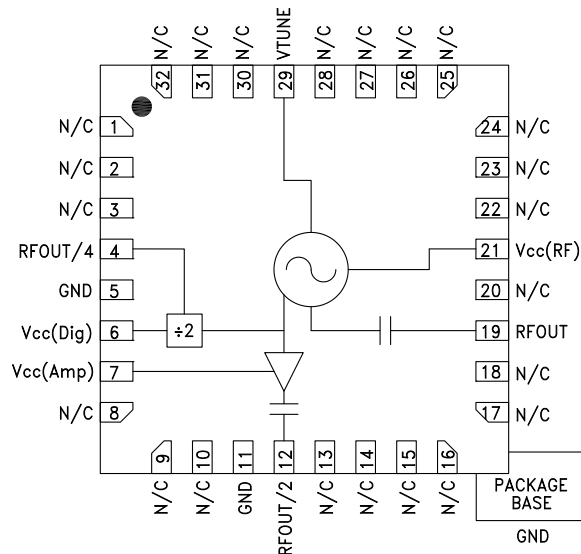 N/C N/C N/C VTUNE N/C N/C N/C N/C
32 31 30 29 28 27 26 25
N/C 1
N/C 2
N/C 3
RFOUT/4 4
GND 5
Vcc(Dig) 6
Vcc(Amp) 7
N/C 8
÷2
24 N/C
23 N/C
22 N/C
21 Vcc(RF)
20 N/C
19 RFOUT
18 N/C
17 N/C
9 10 11 12 13 14 15 16
N/C N/C GND RFOUT/2 N/C N/C N/C N/C
PACKAGE
BASE
GND